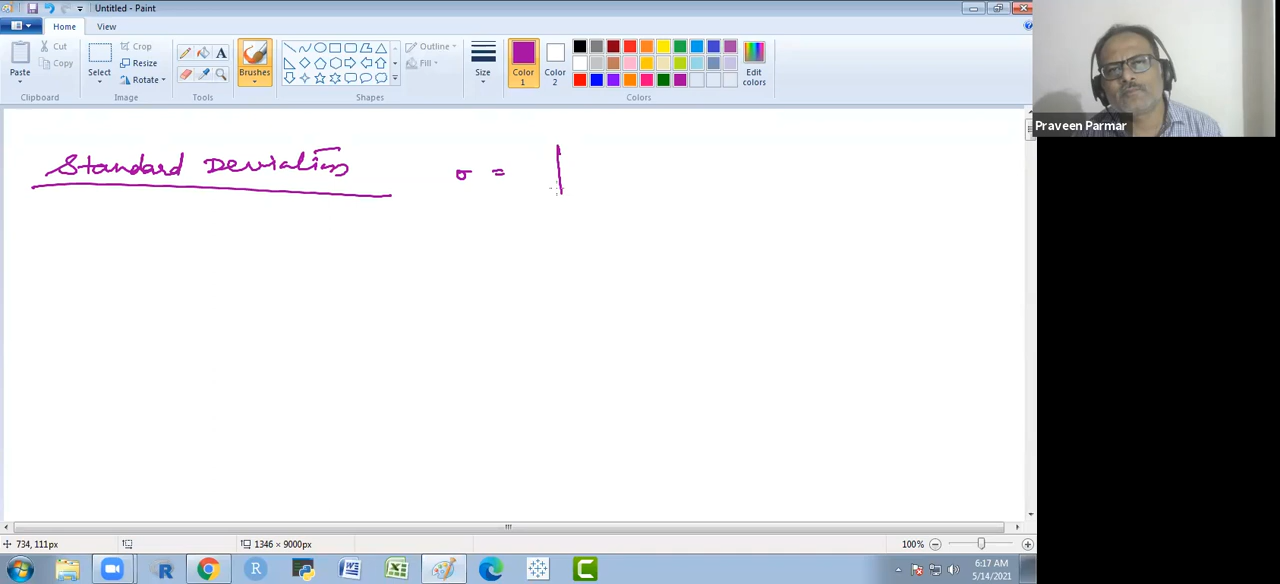 Untitled - Paint
Home View
Paste Cut Copy Select Crop Resize Rotate Brushes Outline Fill Size Color 1 Color 2 Edit colors
Clipboard Image Tools Shapes Colors
Praveen Parmar
Standard Deviation σ =
734, 111px 1346 × 9000px 100%
6:17 AM
5/14/2021